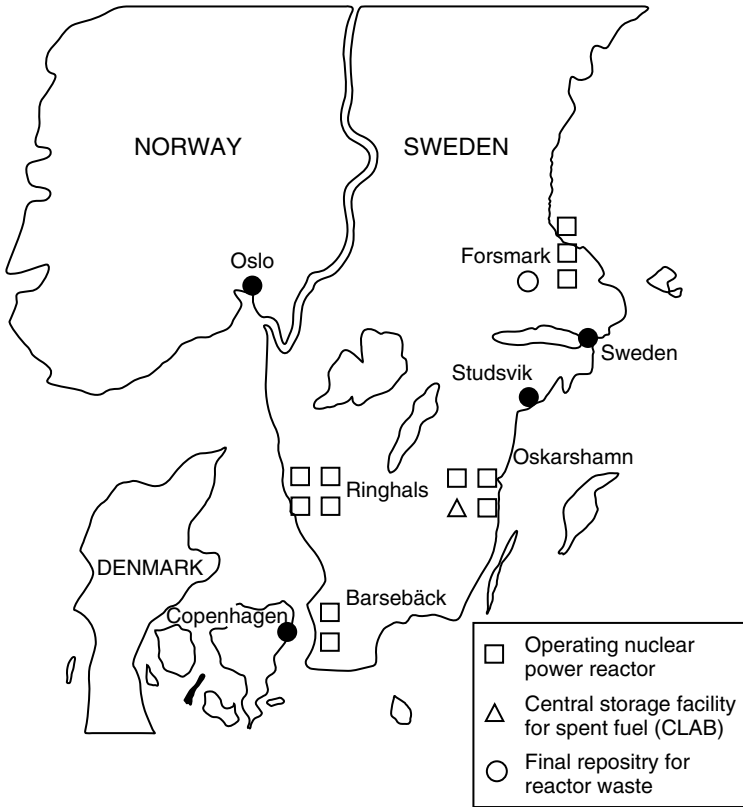 NORWAY
SWEDEN
Oslo
Forsmark
Sweden
Studsvik
Oskarshamn
Ringhals
DENMARK
Barsebäck
Copenhagen
Operating nuclear
power reactor
Central storage facility
for spent fuel (CLAB)
Final repositry for
reactor waste